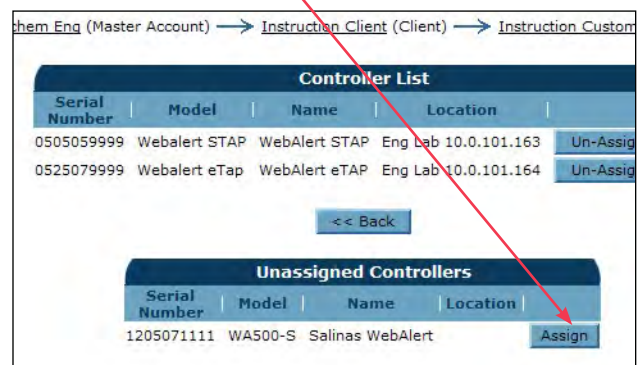 chem Eng (Master Account) → Instruction Client (Client) → Instruction Custom
Controller List
Serial Number | Model | Name | Location |
0505059999 Webalert STAP WebAlert STAP Eng Lab 10.0.101.163 Un-Assig
0525079999 Webalert eTap WebAlert eTAP Eng Lab 10.0.101.164 Un-Assig
<< Back
Unassigned Controllers
Serial Number | Model | Name | Location |
1205071111 WA500-S Salinas WebAlert Assign